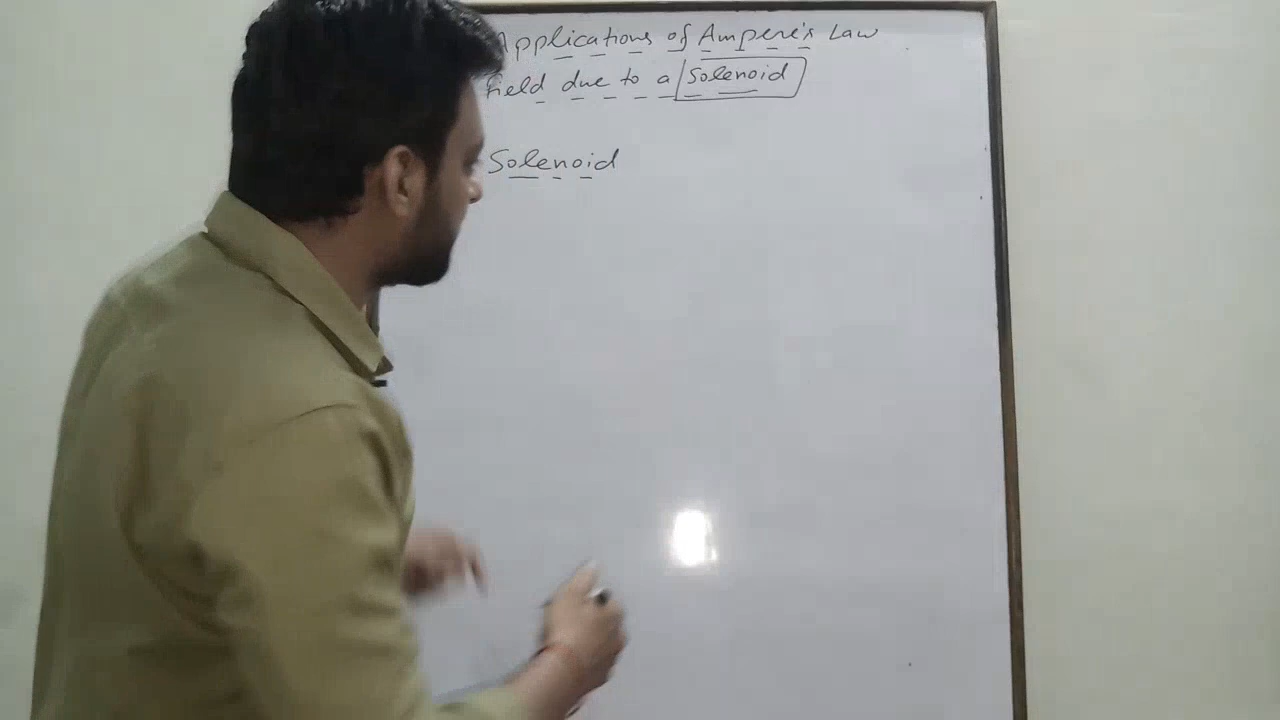 Applications of Ampere's Law
field due to a Solenoid
Solenoid